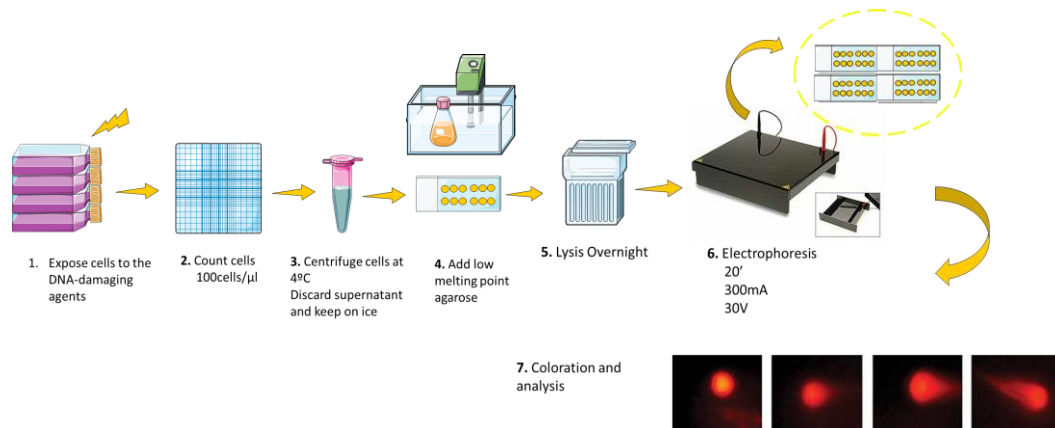 1. Expose cells to the
DNA-damaging
agents
2. Count cells
100cells/µl
3. Centrifuge cells at
4ºC
Discard supernatant
and keep on ice
4. Add low
melting point
agarose
5. Lysis Overnight
6. Electrophoresis
20'
300mA
30V
7. Coloration and
analysis